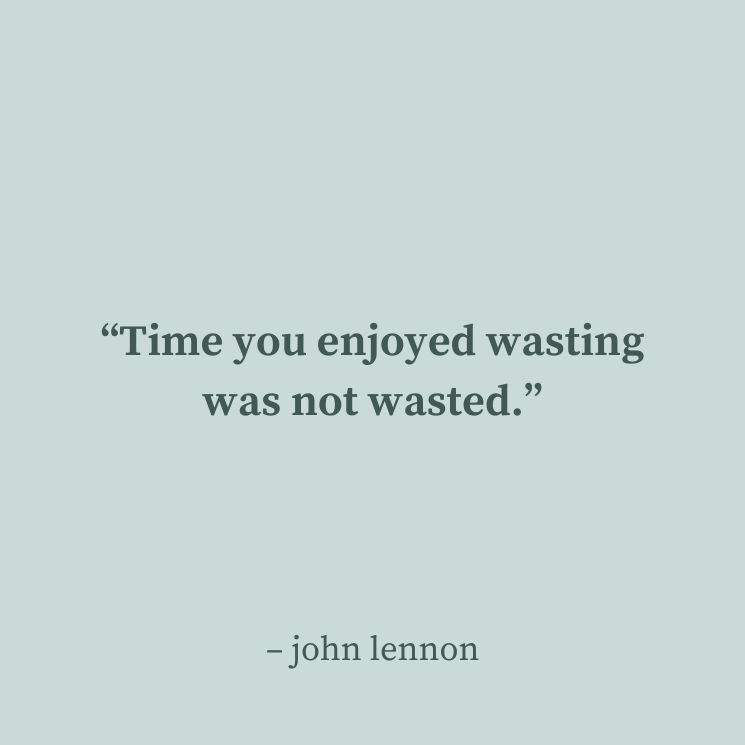 “Time you enjoyed wasting
was not wasted.”
– john lennon